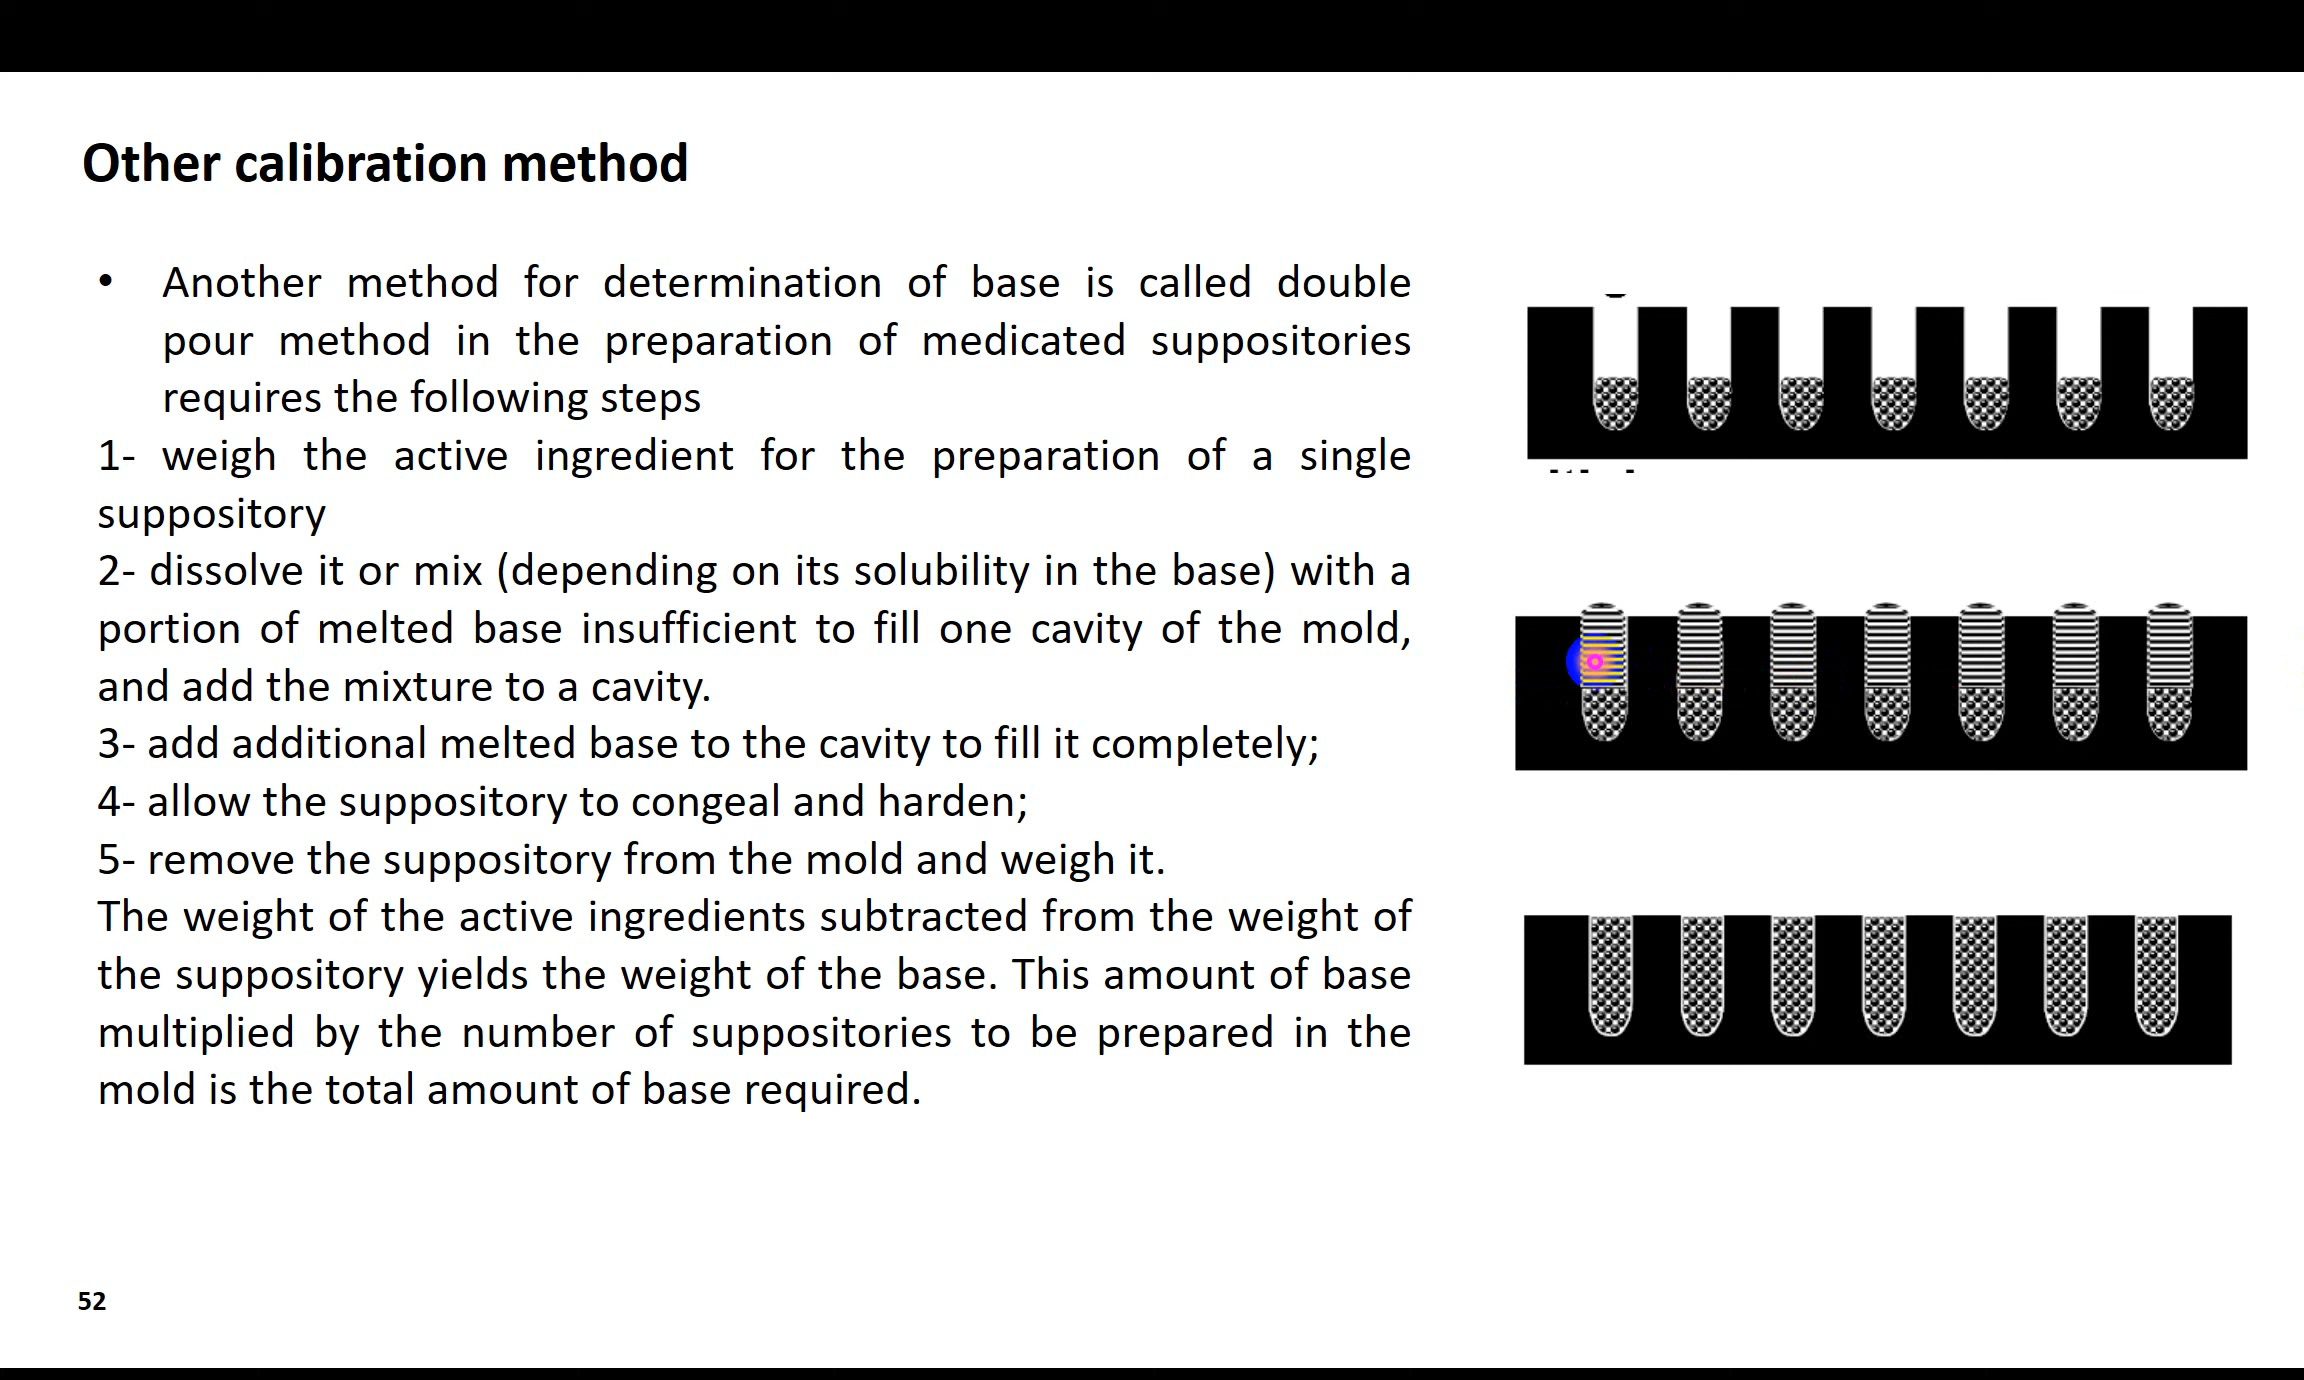 Other calibration method
• Another method for determination of base is called double
pour method in the preparation of medicated suppositories
requires the following steps
1- weigh the active ingredient for the preparation of a single
suppository
2- dissolve it or mix (depending on its solubility in the base) with a
portion of melted base insufficient to fill one cavity of the mold,
and add the mixture to a cavity.
3- add additional melted base to the cavity to fill it completely;
4- allow the suppository to congeal and harden;
5- remove the suppository from the mold and weigh it.
The weight of the active ingredients subtracted from the weight of
the suppository yields the weight of the base. This amount of base
multiplied by the number of suppositories to be prepared in the
mold is the total amount of base required.
52